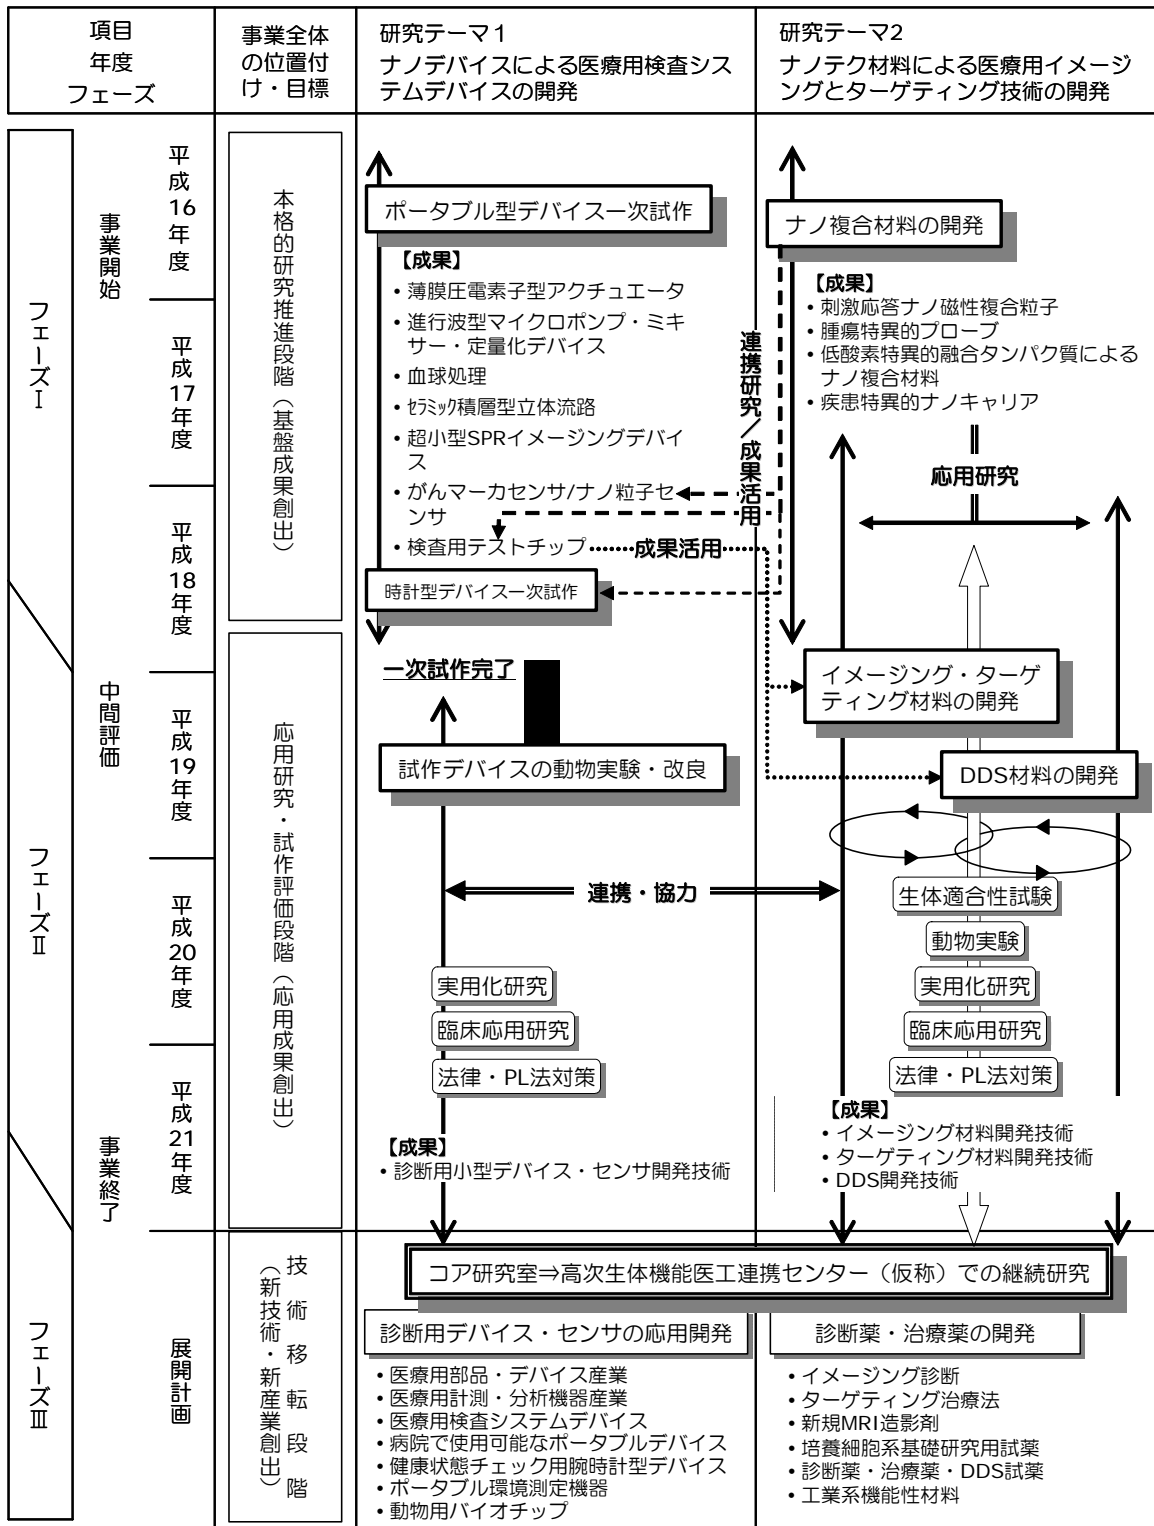 項目
年度
フェーズ
事業全体
の位置付
け・目標
研究テーマ1
ナノデバイスによる医療用検査シス
テムデバイスの開発
研究テーマ2
ナノテク材料による医療用イメージ
ングとターゲティング技術の開発
フェーズⅠ
フェーズⅡ
フェーズⅢ
事業開始
中間評価
事業終了
平成16年度
平成17年度
平成18年度
平成19年度
平成20年度
平成21年度
展開計画
本格的研究推進段階（基盤成果創出）
応用研究・試作評価段階（応用成果創出）
技術移転段階
（新技術・新産業創出）
ポータブル型デバイス一次試作
【成果】
・薄膜圧電素子型アクチュエータ
・進行波型マイクロポンプ・ミキ
サー・定量化デバイス
・血球処理
・ｾﾗﾐｯｸ積層型立体流路
・超小型SPRイメージングデバイ
ス
・がんマーカセンサ/ナノ粒子セ
ンサ
・検査用テストチップ
成果活用
時計型デバイス一次試作
一次試作完了
試作デバイスの動物実験・改良
連携・協力
実用化研究
臨床応用研究
法律・PL法対策
【成果】
・診断用小型デバイス・センサ開発技術
連携研究／成果活用
ナノ複合材料の開発
【成果】
・刺激応答ナノ磁性複合粒子
・腫瘍特異的プローブ
・低酸素特異的融合タンパク質による
ナノ複合材料
・疾患特異的ナノキャリア
応用研究
イメージング・ターゲ
ティング材料の開発
DDS材料の開発
生体適合性試験
動物実験
実用化研究
臨床応用研究
法律・PL法対策
【成果】
・イメージング材料開発技術
・ターゲティング材料開発技術
・DDS開発技術
コア研究室⇒高次生体機能医工連携センター（仮称）での継続研究
診断用デバイス・センサの応用開発
・医療用部品・デバイス産業
・医療用計測・分析機器産業
・医療用検査システムデバイス
・病院で使用可能なポータブルデバイス
・健康状態チェック用腕時計型デバイス
・ポータブル環境測定機器
・動物用バイオチップ
診断薬・治療薬の開発
・イメージング診断
・ターゲティング治療法
・新規MRI造影剤
・培養細胞系基礎研究用試薬
・診断薬・治療薬・DDS試薬
・工業系機能性材料